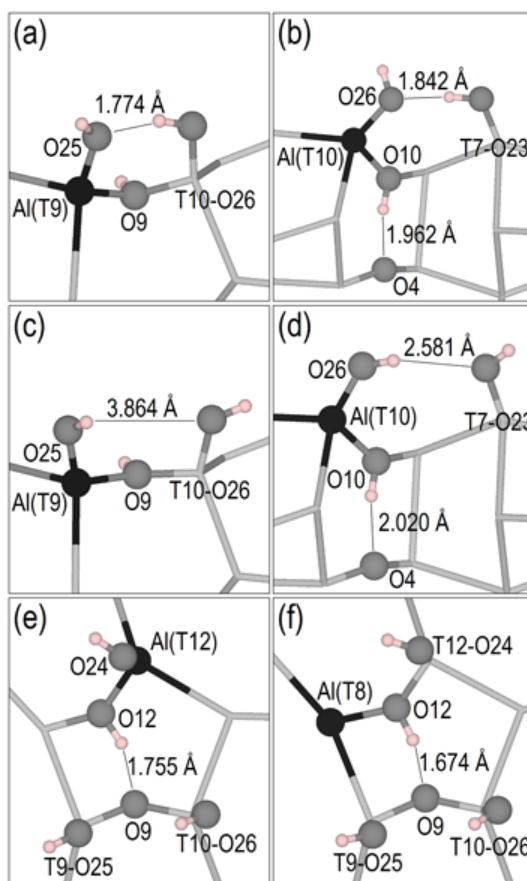 (a)
1.774 Å
O25
Al(T9)
O9
T10-O26
(b)
1.842 Å
O26
Al(T10)
O10
T7-O23
1.962 Å
O4
(c)
3.864 Å
O25
Al(T9)
O9
T10-O26
(d)
2.581 Å
O26
Al(T10)
T7-O23
O10
2.020 Å
O4
(e)
Al(T12)
O24
O12
1.755 Å
O9
T10-O26
T9-O25
(f)
T12-O24
Al(T8)
O12
1.674 Å
O9
T10-O26
T9-O25